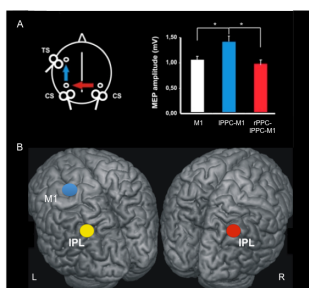 A
TS
CS
CS
MEP amplitude (mV)
1,50
1,00
0,50
0,00
*
*
M1
lPPC-M1
rPPC-
lPPC-M1
B
M1
IPL
IPL
L
R